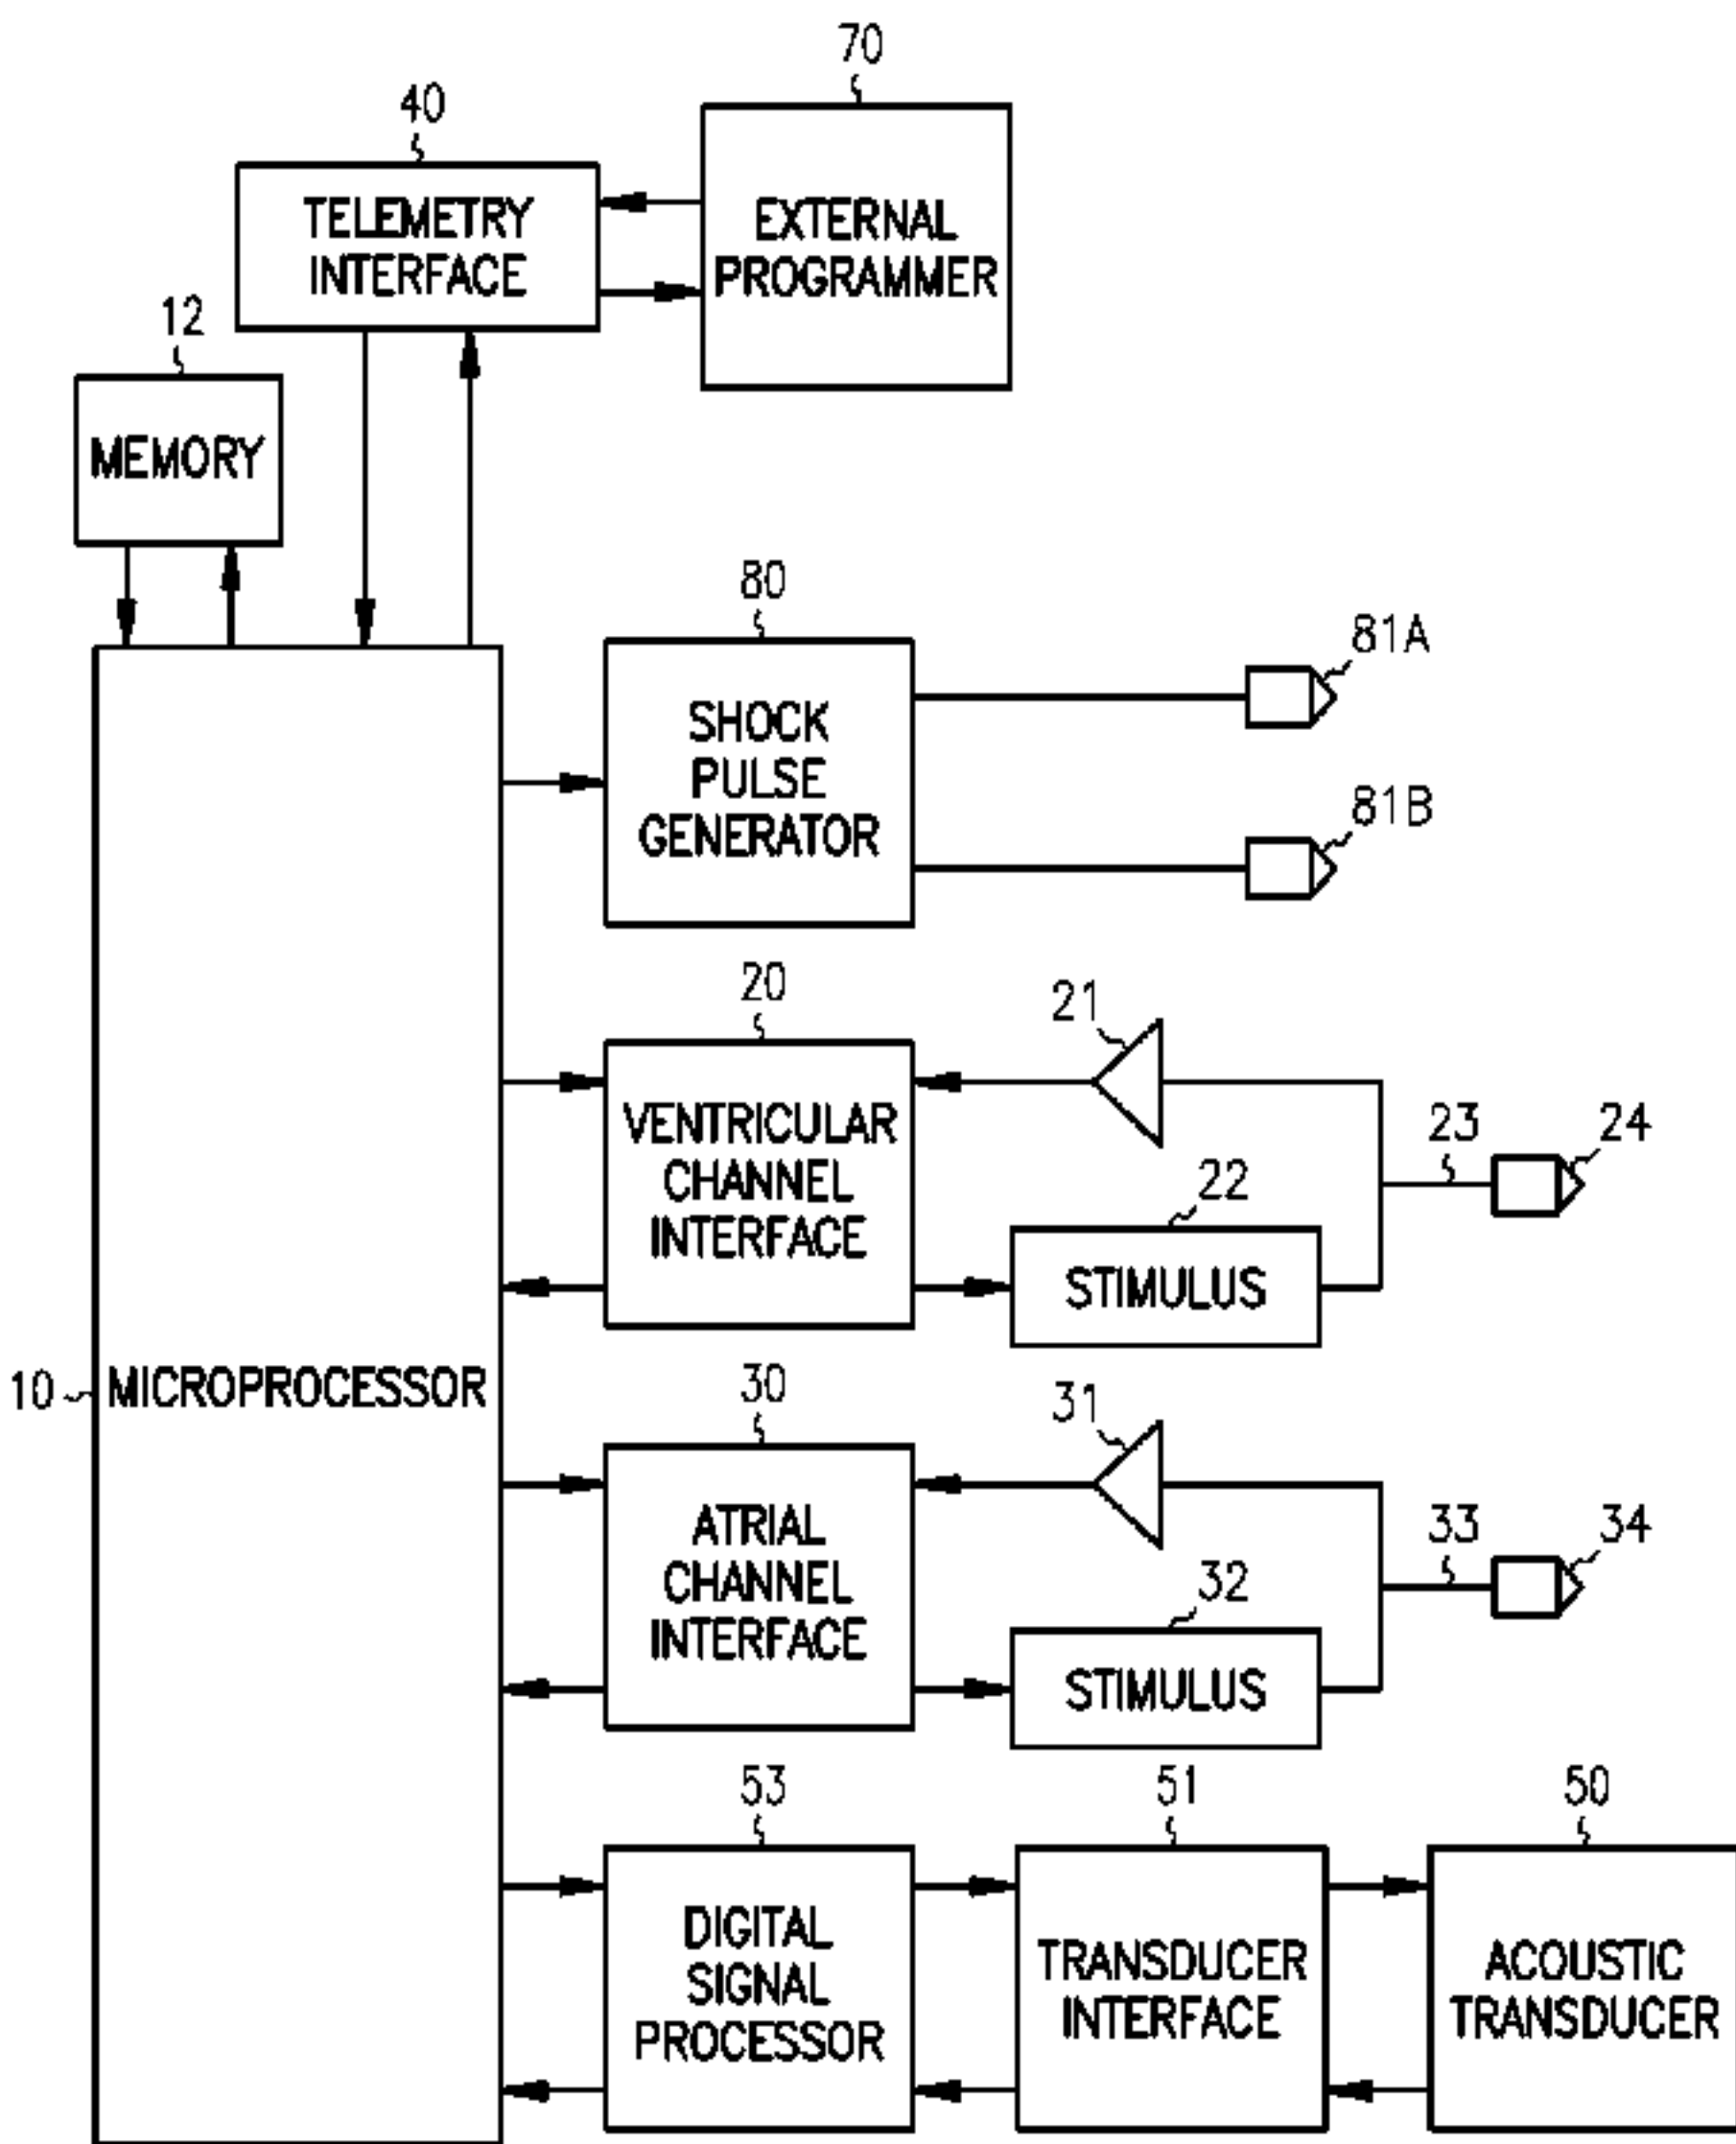 70
40
TELEMETRY
INTERFACE
EXTERNAL
PROGRAMMER
12
MEMORY
80
SHOCK
PULSE
GENERATOR
81A
81B
20
VENTRICULAR
CHANNEL
INTERFACE
21
22
STIMULUS
23
24
10
MICROPROCESSOR
30
ATRIAL
CHANNEL
INTERFACE
31
32
STIMULUS
33
34
53
DIGITAL
SIGNAL
PROCESSOR
51
TRANSDUCER
INTERFACE
50
ACOUSTIC
TRANSDUCER